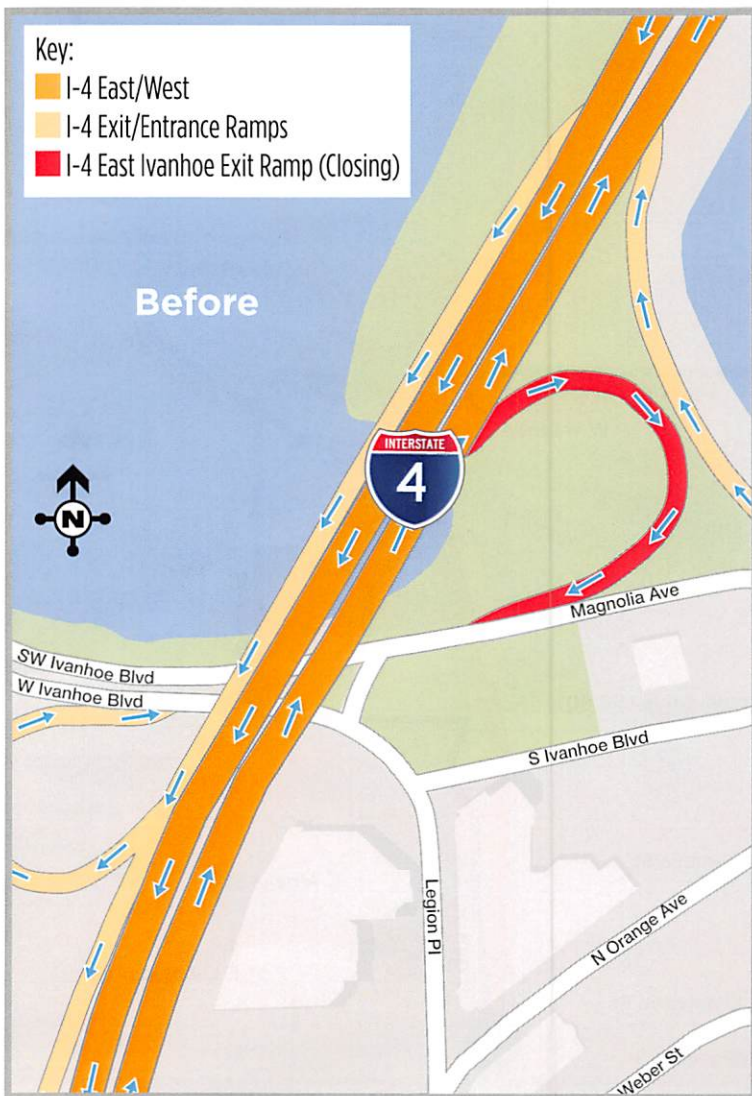 Key:
I-4 East/West
I-4 Exit/Entrance Ramps
I-4 East Ivanhoe Exit Ramp (Closing)
Before
INTERSTATE
4
N
Magnolia Ave
SW Ivanhoe Blvd
W Ivanhoe Blvd
S Ivanhoe Blvd
Legion Pl
N Orange Ave
Weber St